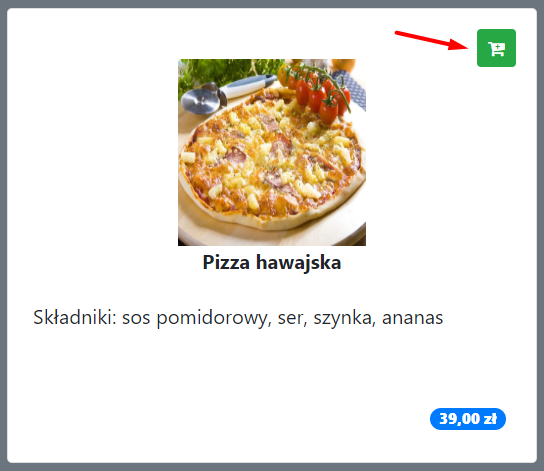 Pizza hawajska
Składniki: sos pomidorowy, ser, szynka, ananas
39,00 zł